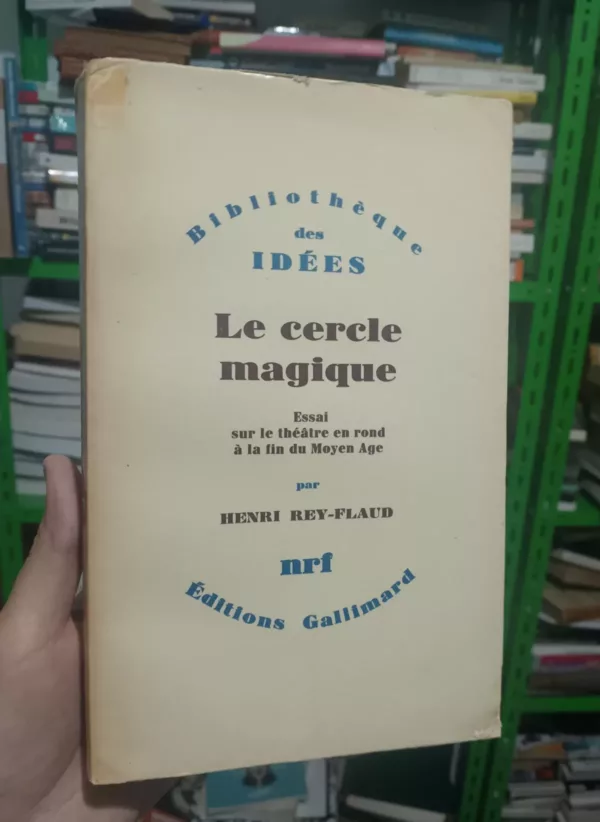 Bibliothèque
des
IDÉES
Le cercle
magique
Essai
sur le théâtre en rond
à la fin du Moyen Age
par
HENRI REY-FLAUD
nrf
Éditions Gallimard